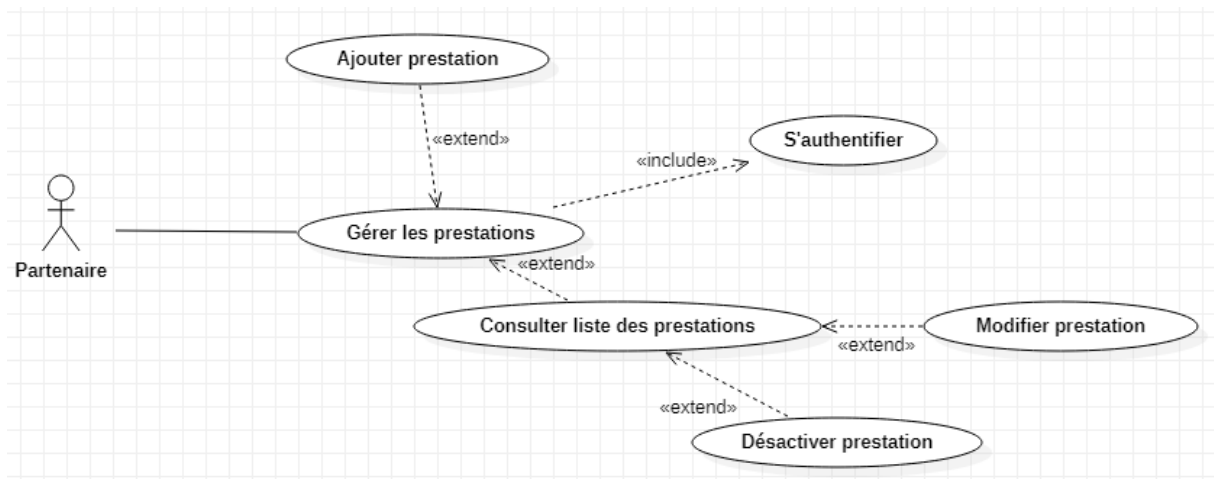 Ajouter prestation
«extend»
S'authentifier
«include»
Gérer les prestations
Partenaire
«extend»
Consulter liste des prestations
Modifier prestation
«extend»
«extend»
Désactiver prestation